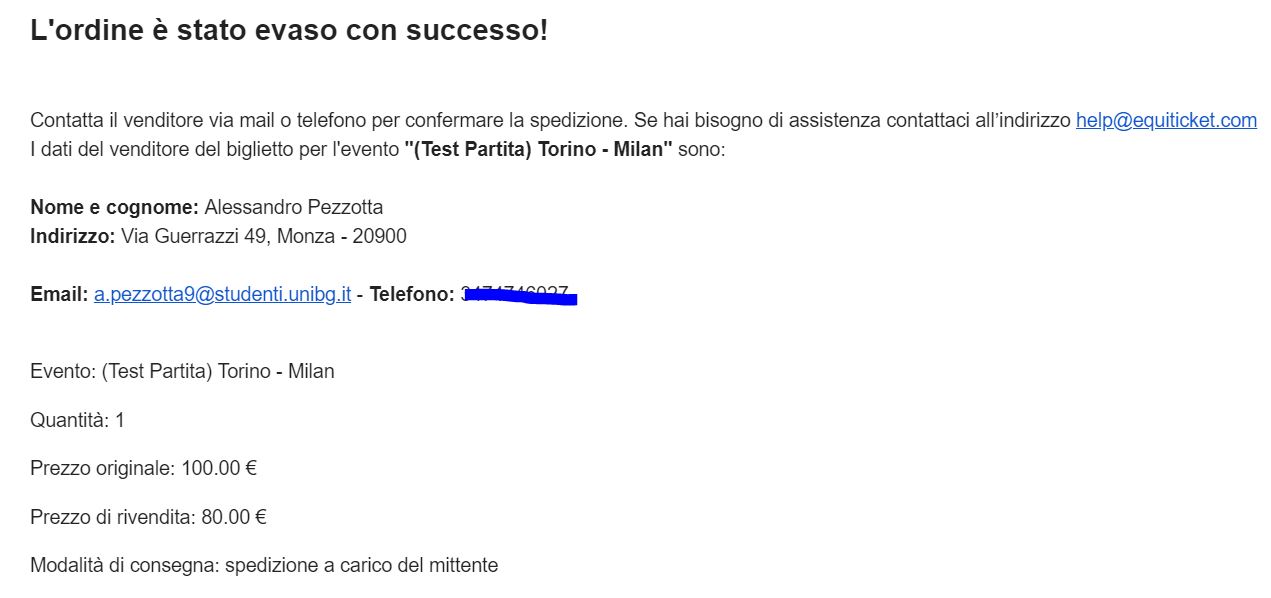 L'ordine è stato evaso con successo!
Contatta il venditore via mail o telefono per confermare la spedizione. Se hai bisogno di assistenza contattaci all’indirizzo help@equiticket.com
I dati del venditore del biglietto per l'evento "(Test Partita) Torino - Milan" sono:
Nome e cognome: Alessandro Pezzotta
Indirizzo: Via Guerrazzi 49, Monza - 20900
Email: a.pezzotta9@studenti.unibg.it - Telefono:
Evento: (Test Partita) Torino - Milan
Quantità: 1
Prezzo originale: 100.00 €
Prezzo di rivendita: 80.00 €
Modalità di consegna: spedizione a carico del mittente